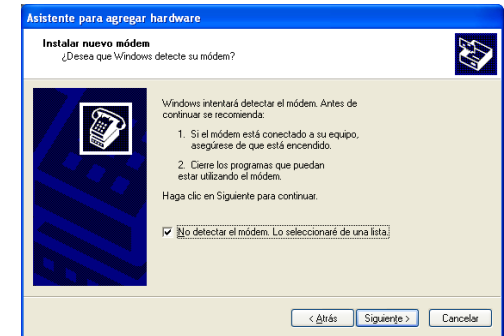 Asistente para agregar hardware
Instalar nuevo módem
¿Desea que Windows detecte su módem?
Windows intentará detectar el módem. Antes de
continuar se recomienda:
1. Si el módem está conectado a su equipo,
asegúrese de que está encendido.
2. Cierre los programas que puedan
estar utilizando el módem.
Haga clic en Siguiente para continuar.
No detectar el módem. Lo seleccionaré de una lista.
< Atrás Siguiente > Cancelar